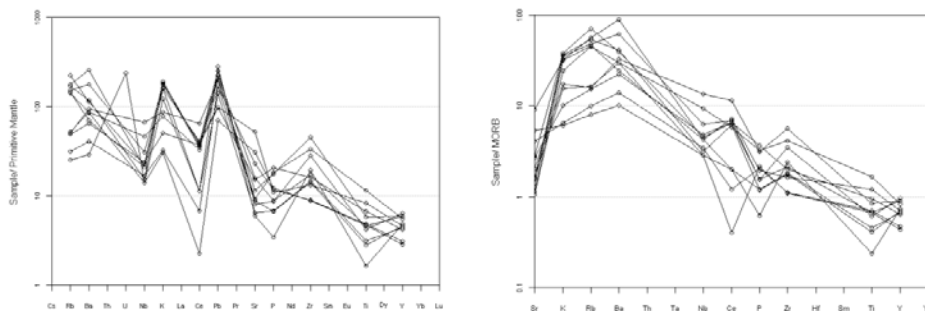 1000
100
10
1
Sample/ Primitive Mantle
Cs Rb Ba Th U Nb K La Ce Pb Pr Sr P Nd Zr Sm Eu Ti Dy Y Yb Lu
100
10
1
0.1
Sample/ MORB
Sr K Rb Ba Th Ta Nb Ce P Zr Hf Sm Ti Y Y